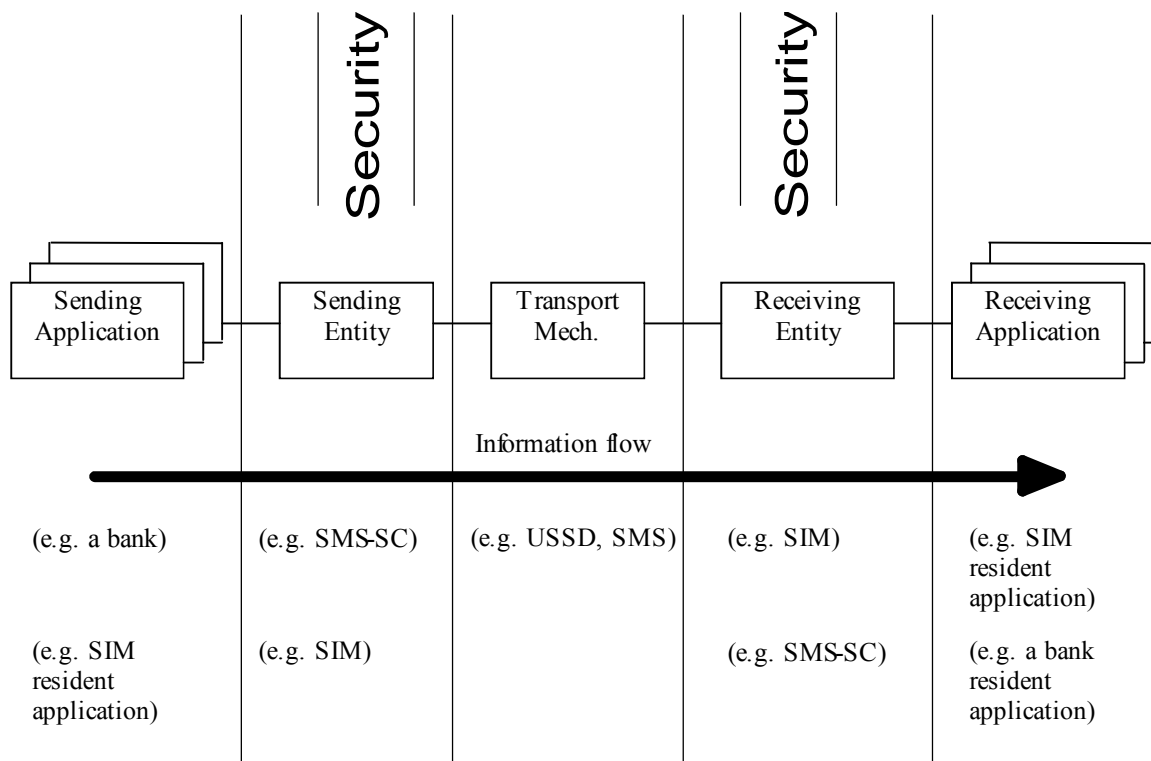 Security
Security
Sending
Application
Sending
Entity
Transport
Mech.
Receiving
Entity
Receiving
Application
Information flow
(e.g. a bank)
(e.g. SMS-SC)
(e.g. USSD, SMS)
(e.g. SIM)
(e.g. SIM
resident
application)
(e.g. SIM
resident
application)
(e.g. SIM)
(e.g. SMS-SC)
(e.g. a bank
resident
application)